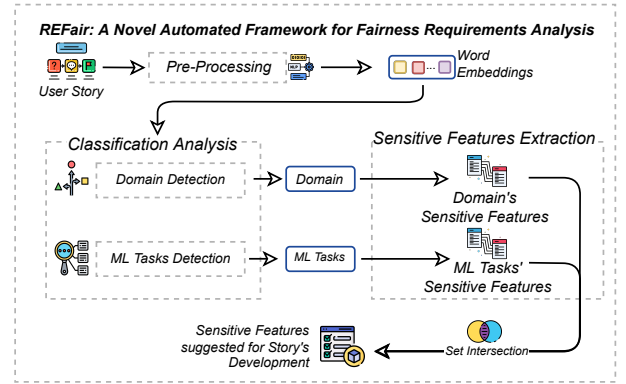 REFair: A Novel Automated Framework for Fairness Requirements Analysis
User Story
Pre-Processing
NLP
Word
Embeddings
Classification Analysis
Sensitive Features Extraction
Domain Detection
Domain
Domain's
Sensitive Features
ML Tasks Detection
ML Tasks
ML Tasks'
Sensitive Features
Sensitive Features
suggested for Story's
Development
Set Intersection